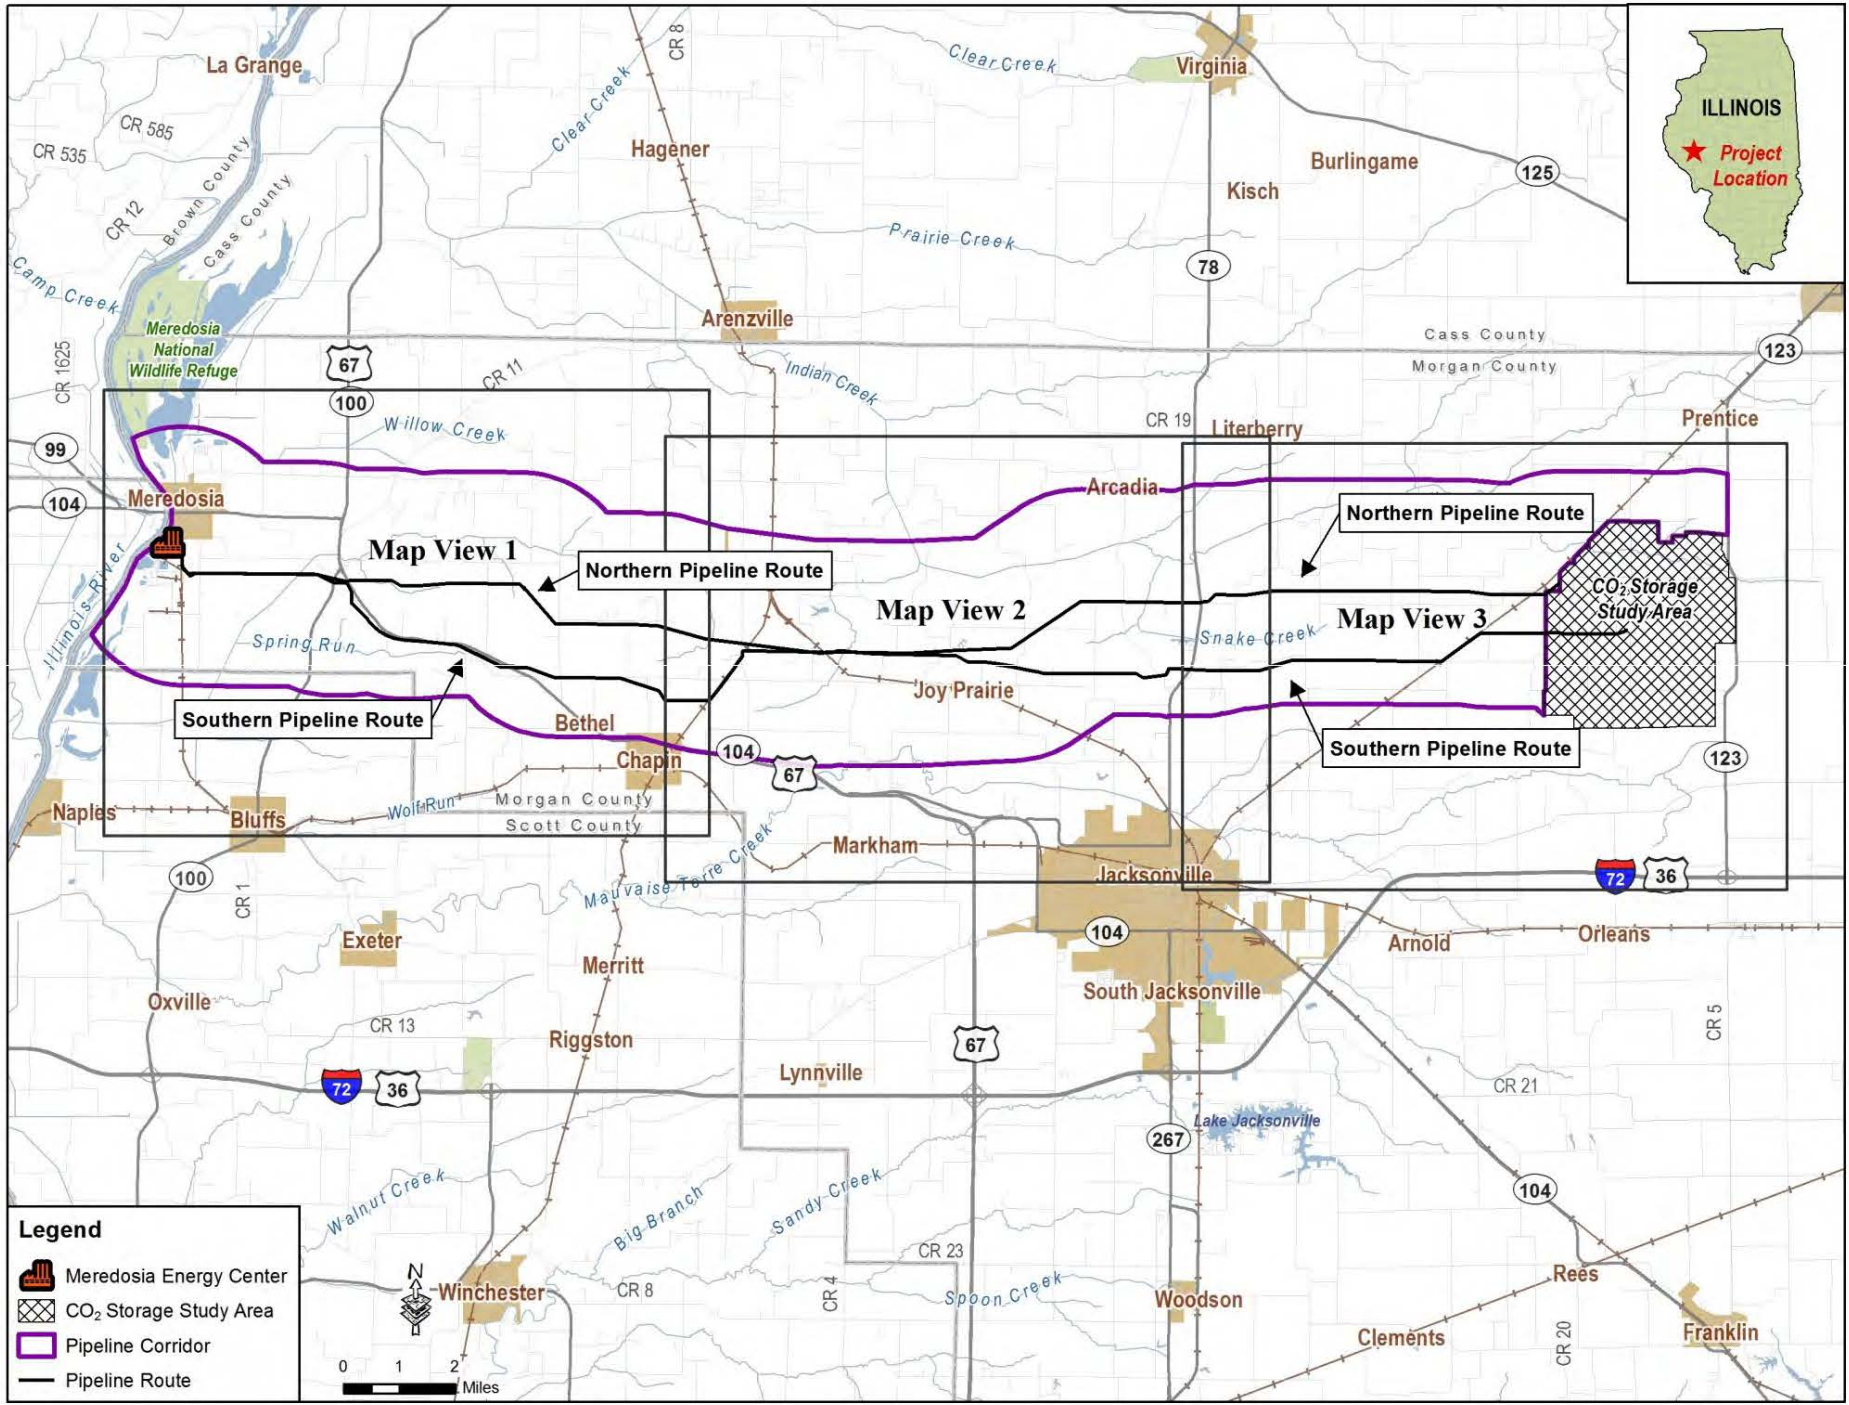 La Grange
CR 8
Clear Creek
Clear Creek
Virginia
CR 585
CR 535
Hagener
Burlingame
Kisch
125
ILLINOIS
Project
Location
Brown County
Cass County
CR 12
Prairie Creek
78
Camp Creek
Meredosia
National
Wildlife Refuge
CR 1625
Arenzville
67
CR 11
100
Indian Creek
Cass County
Morgan County
123
Willow Creek
CR 19
Literberry
Prentice
99
104
Meredosia
Arcadia
Northern Pipeline Route
Map View 1
Northern Pipeline Route
Illinois River
CO2 Storage
Study Area
Map View 2
Map View 3
Snake Creek
Spring Run
Joy Prairie
Southern Pipeline Route
Bethel
Chapin
104
67
Southern Pipeline Route
123
Morgan County
Scott County
Naples
Bluffs
Wolf Run
Markham
Mauvaise Terre Creek
Jacksonville
72
36
100
CR 1
Exeter
104
Arnold
Orleans
Merritt
South Jacksonville
Oxville
CR 13
Riggston
67
CR 5
Lynnville
72
36
CR 21
Lake Jacksonville
267
Walnut Creek
Big Branch
Sandy Creek
104
CR 23
Rees
Winchester
CR 8
CR 4
Spoon Creek
Woodson
Clements
CR 20
Franklin
Legend
Meredosia Energy Center
CO2 Storage Study Area
Pipeline Corridor
Pipeline Route
N
0 1 2
Miles